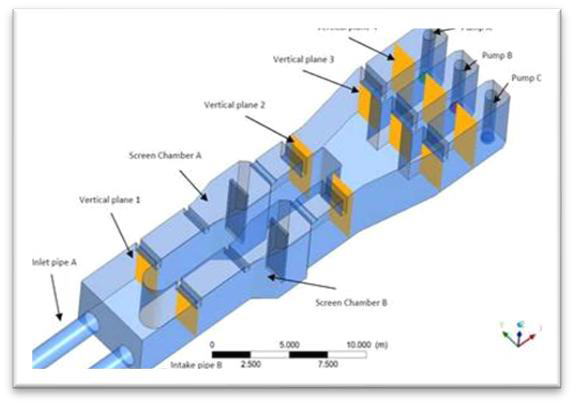 Pump B
Pump C
Vertical plane 3
Vertical plane 2
Screen Chamber A
Vertical plane 1
Inlet pipe A
Screen Chamber B
0 5.000 10.000 (m)
2.500 7.500
Intake pipe B